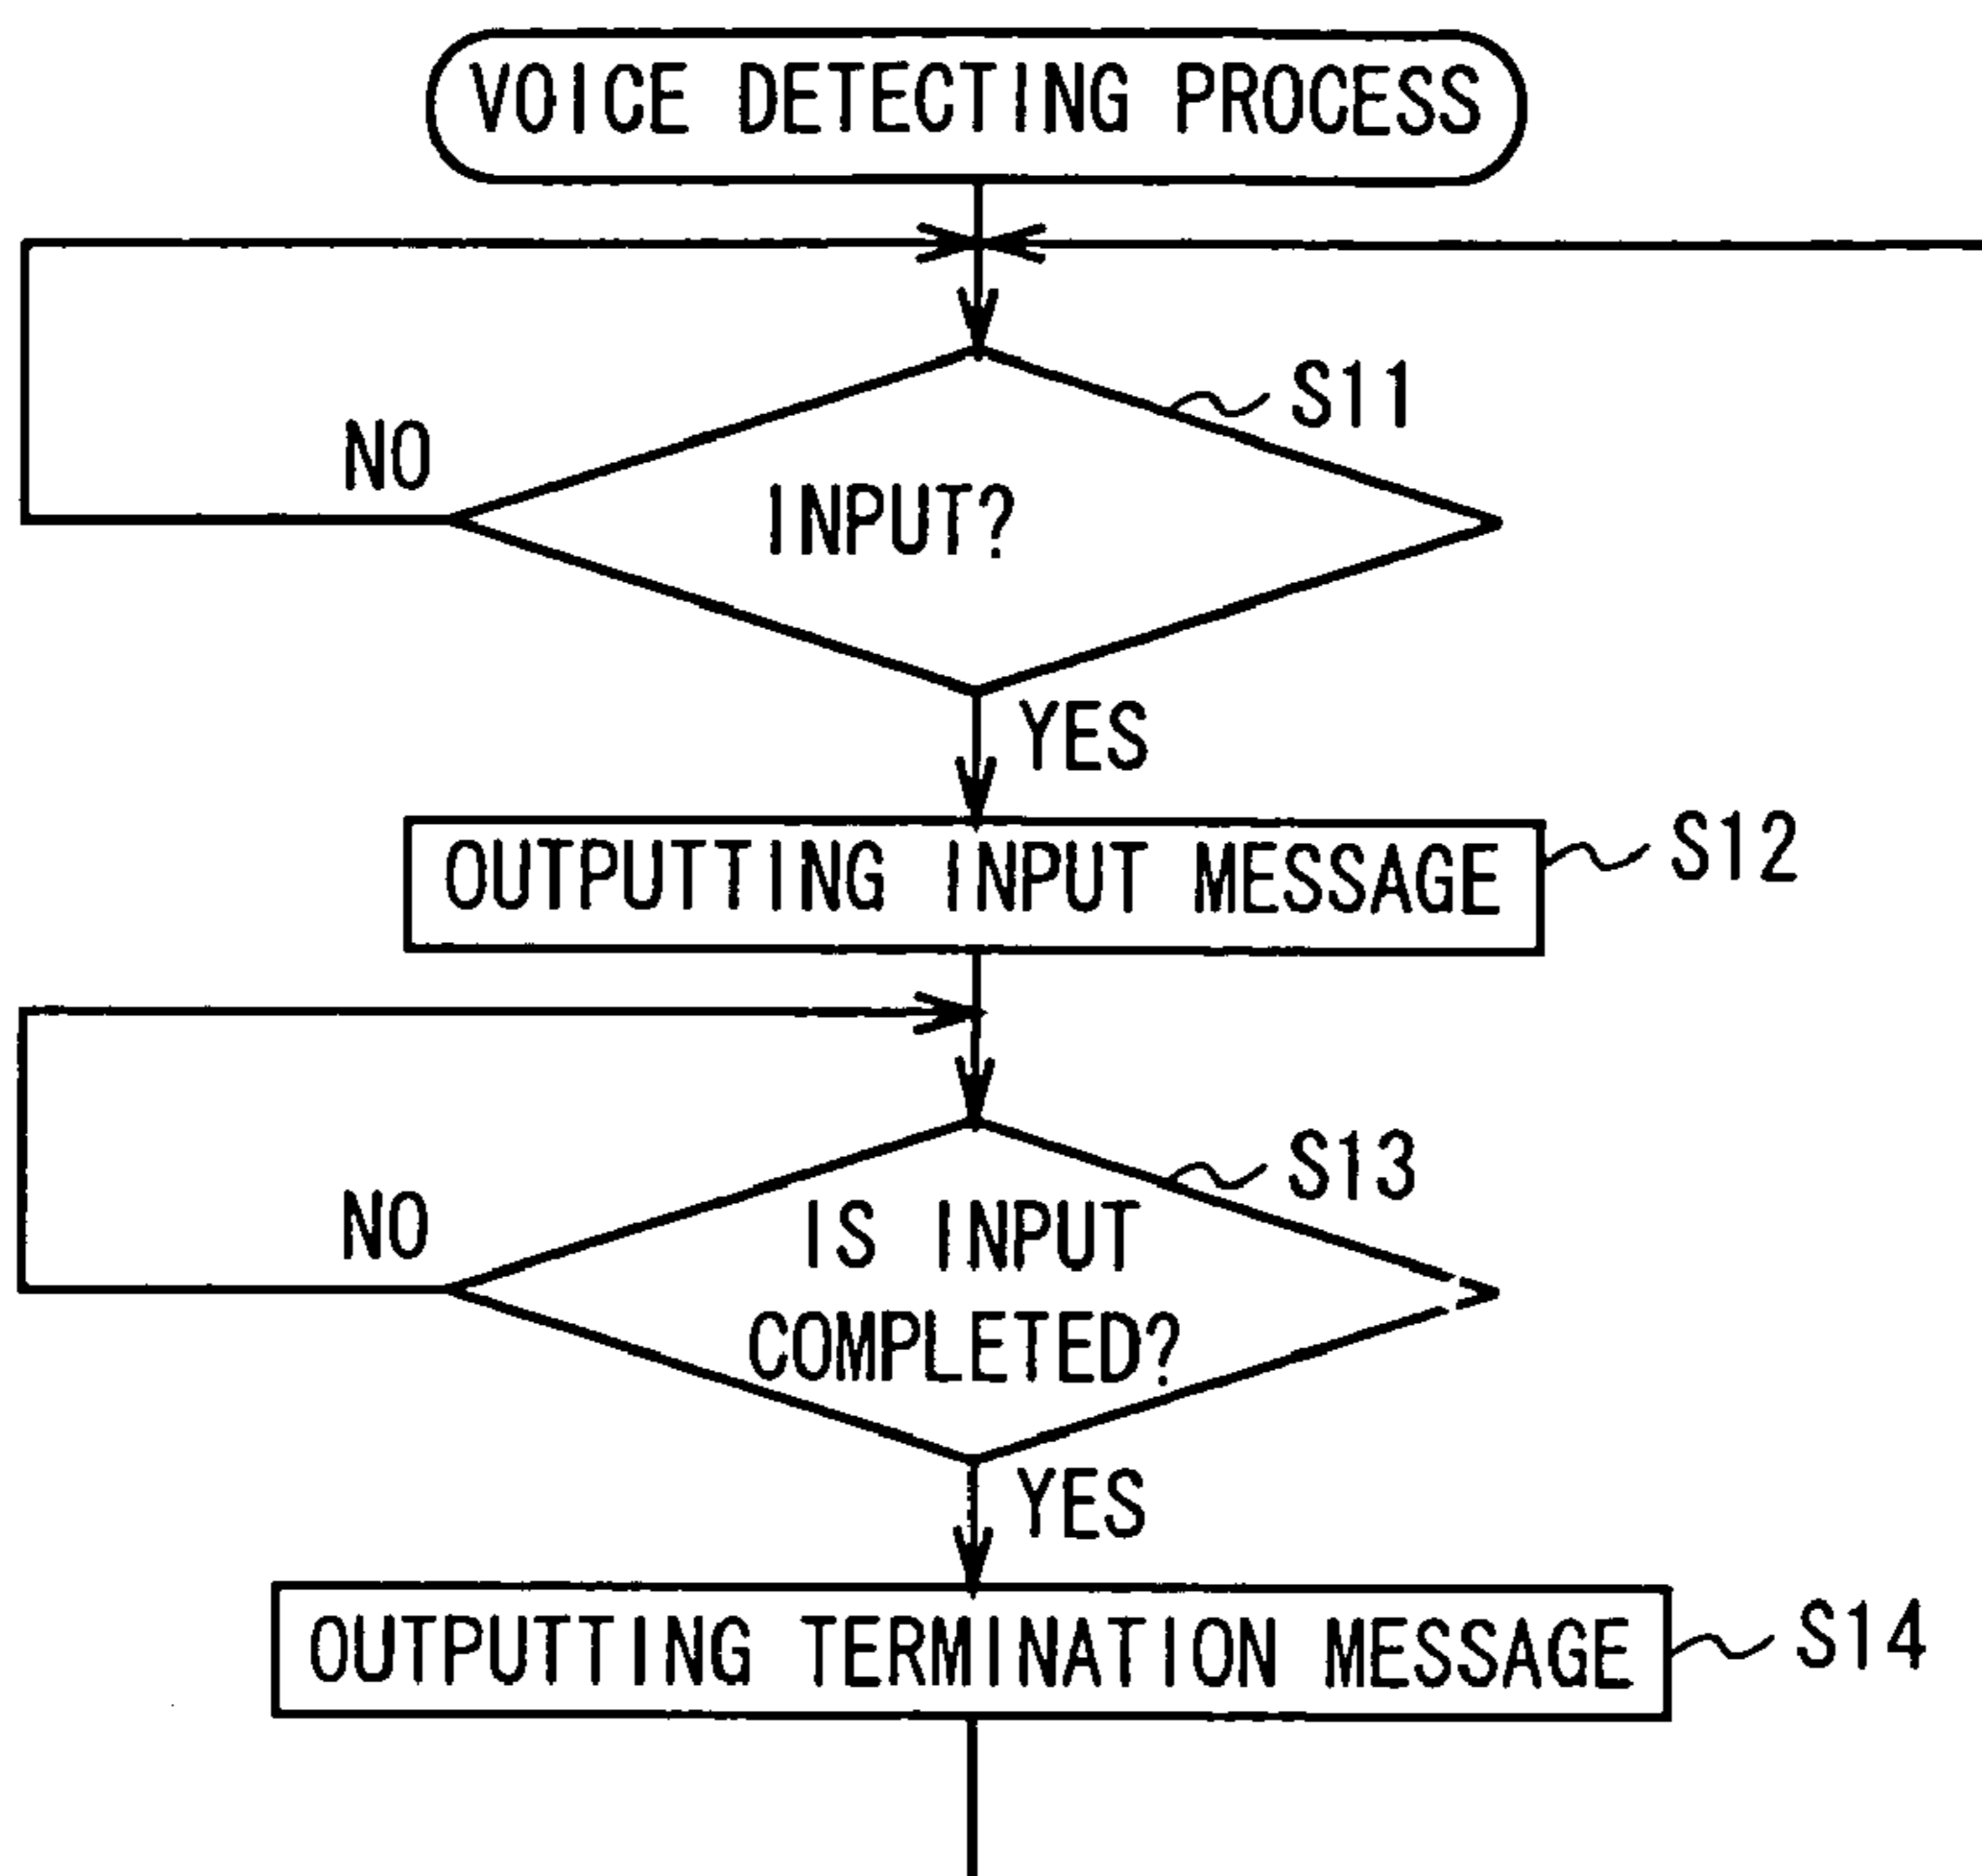 VOICE DETECTING PROCESS
S11
NO
INPUT?
YES
OUTPUTTING INPUT MESSAGE
S12
S13
NO
IS INPUT
COMPLETED?
YES
OUTPUTTING TERMINATION MESSAGE
S14